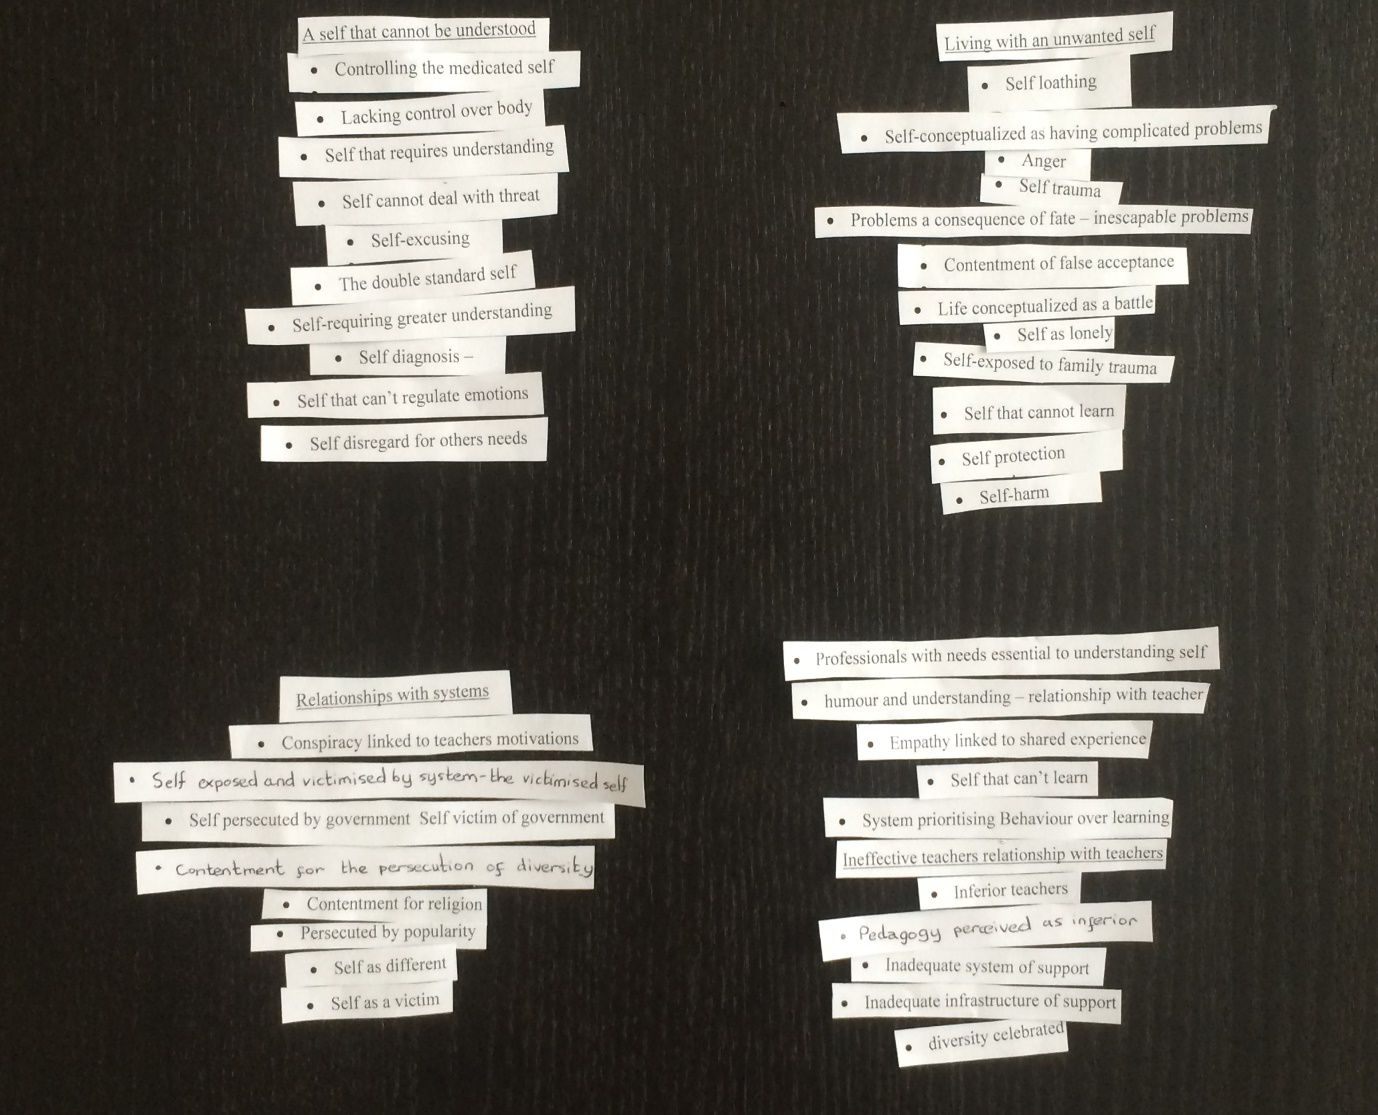 A self that cannot be understood
• Controlling the medicated self
• Lacking control over body
• Self that requires understanding
• Self cannot deal with threat
• Self-excusing
• The double standard self
• Self-requiring greater understanding
• Self diagnosis –
• Self that can't regulate emotions
• Self disregard for others needs
Living with an unwanted self
• Self loathing
• Self-conceptualized as having complicated problems
• Anger
• Self trauma
• Problems a consequence of fate – inescapable problems
• Contentment of false acceptance
• Life conceptualized as a battle
• Self as lonely
• Self-exposed to family trauma
• Self that cannot learn
• Self protection
• Self-harm
Relationships with systems
• Conspiracy linked to teachers motivations
• Self exposed and victimised by system-the victimised self
• Self persecuted by government Self victim of government
• Contentment for the persecution of diversity
• Contentment for religion
• Persecuted by popularity
• Self as different
• Self as a victim
• Professionals with needs essential to understanding self
• humour and understanding – relationship with teacher
• Empathy linked to shared experience
• Self that can't learn
• System prioritising Behaviour over learning
Ineffective teachers relationship with teachers
• Inferior teachers
• Pedagogy perceived as inferior
• Inadequate system of support
• Inadequate infrastructure of support
• diversity celebrated